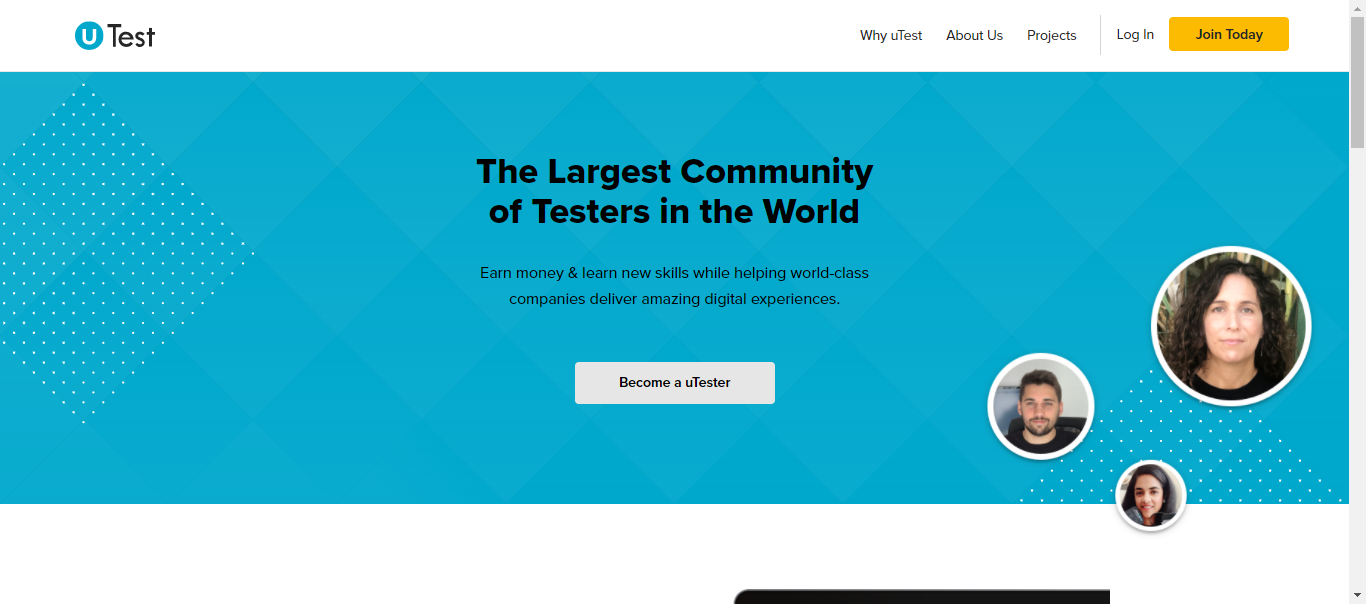 uTest
Why uTest
About Us
Projects
Log In
Join Today
The Largest Community
of Testers in the World
Earn money & learn new skills while helping world-class
companies deliver amazing digital experiences.
Become a uTester